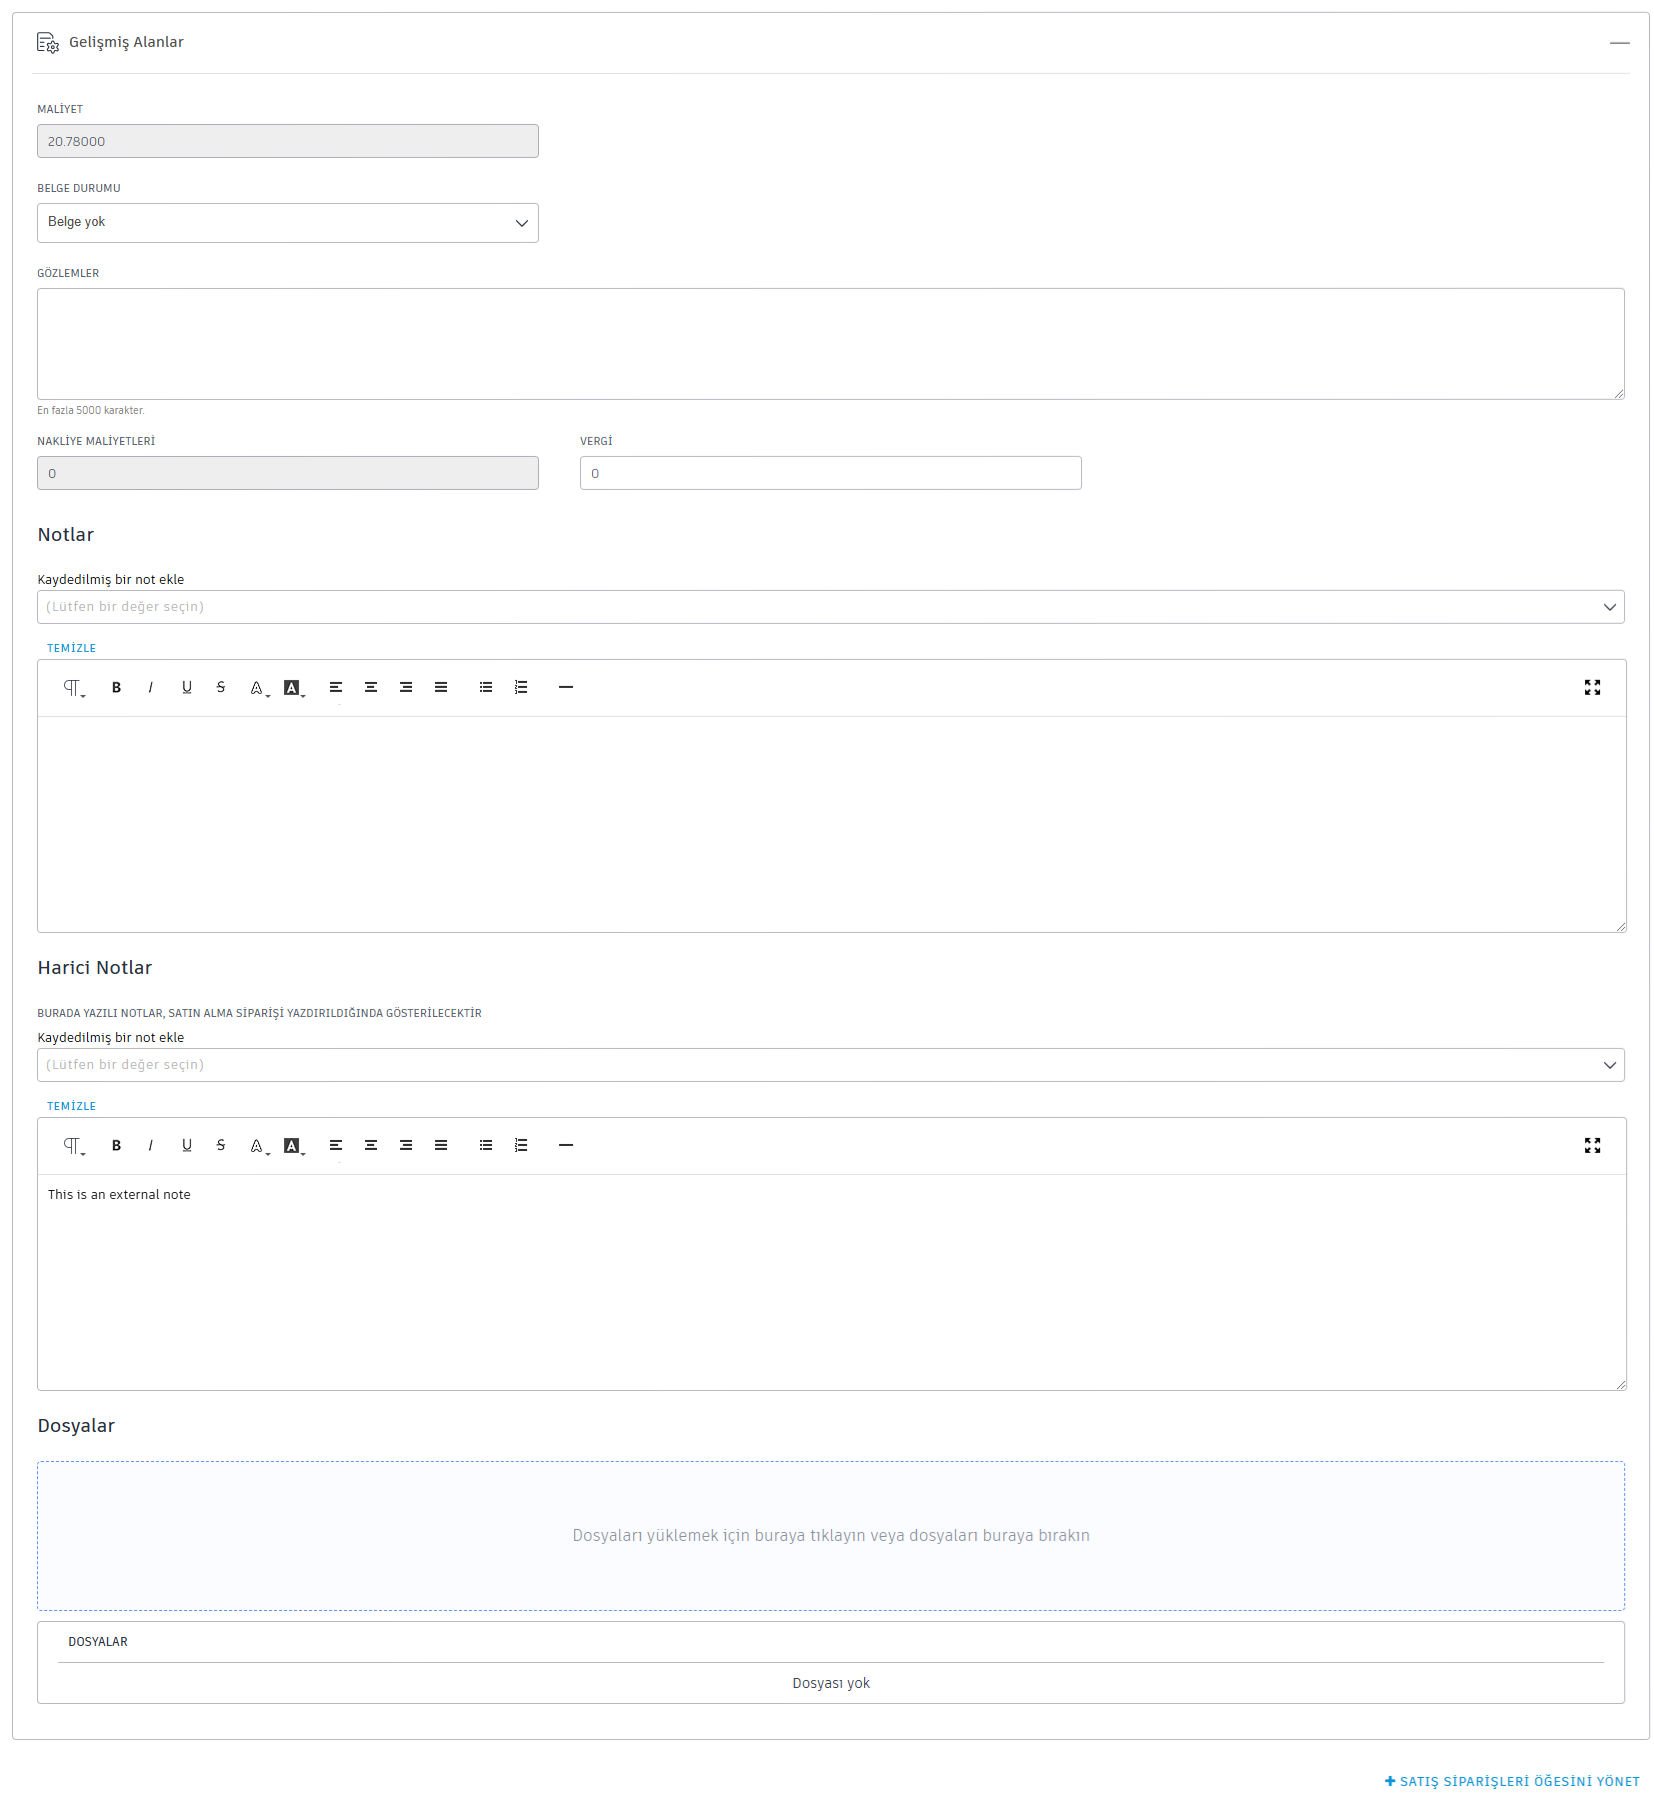 Gelişmiş Alanlar
MALİYET
20.78000
BELGE DURUMU
Belge yok
GÖZLEMLER
En fazla 5000 karakter.
NAKLİYE MALİYETLERİ VERGİ
0 0
Notlar
Kaydedilmiş bir not ekle
(Lütfen bir değer seçin)
TEMİZLE
B I U S A A
Harici Notlar
BURADA YAZILI NOTLAR, SATIN ALMA SİPARİŞİ YAZDIRILDIĞINDA GÖSTERİLECEKTİR
Kaydedilmiş bir not ekle
(Lütfen bir değer seçin)
TEMİZLE
B I U S A A
This is an external note
Dosyalar
Dosyaları yüklemek için buraya tıklayın veya dosyaları buraya bırakın
DOSYALAR
Dosyası yok
+ SATIŞ SİPARİŞLERİ ÖĞESİNİ YÖNET